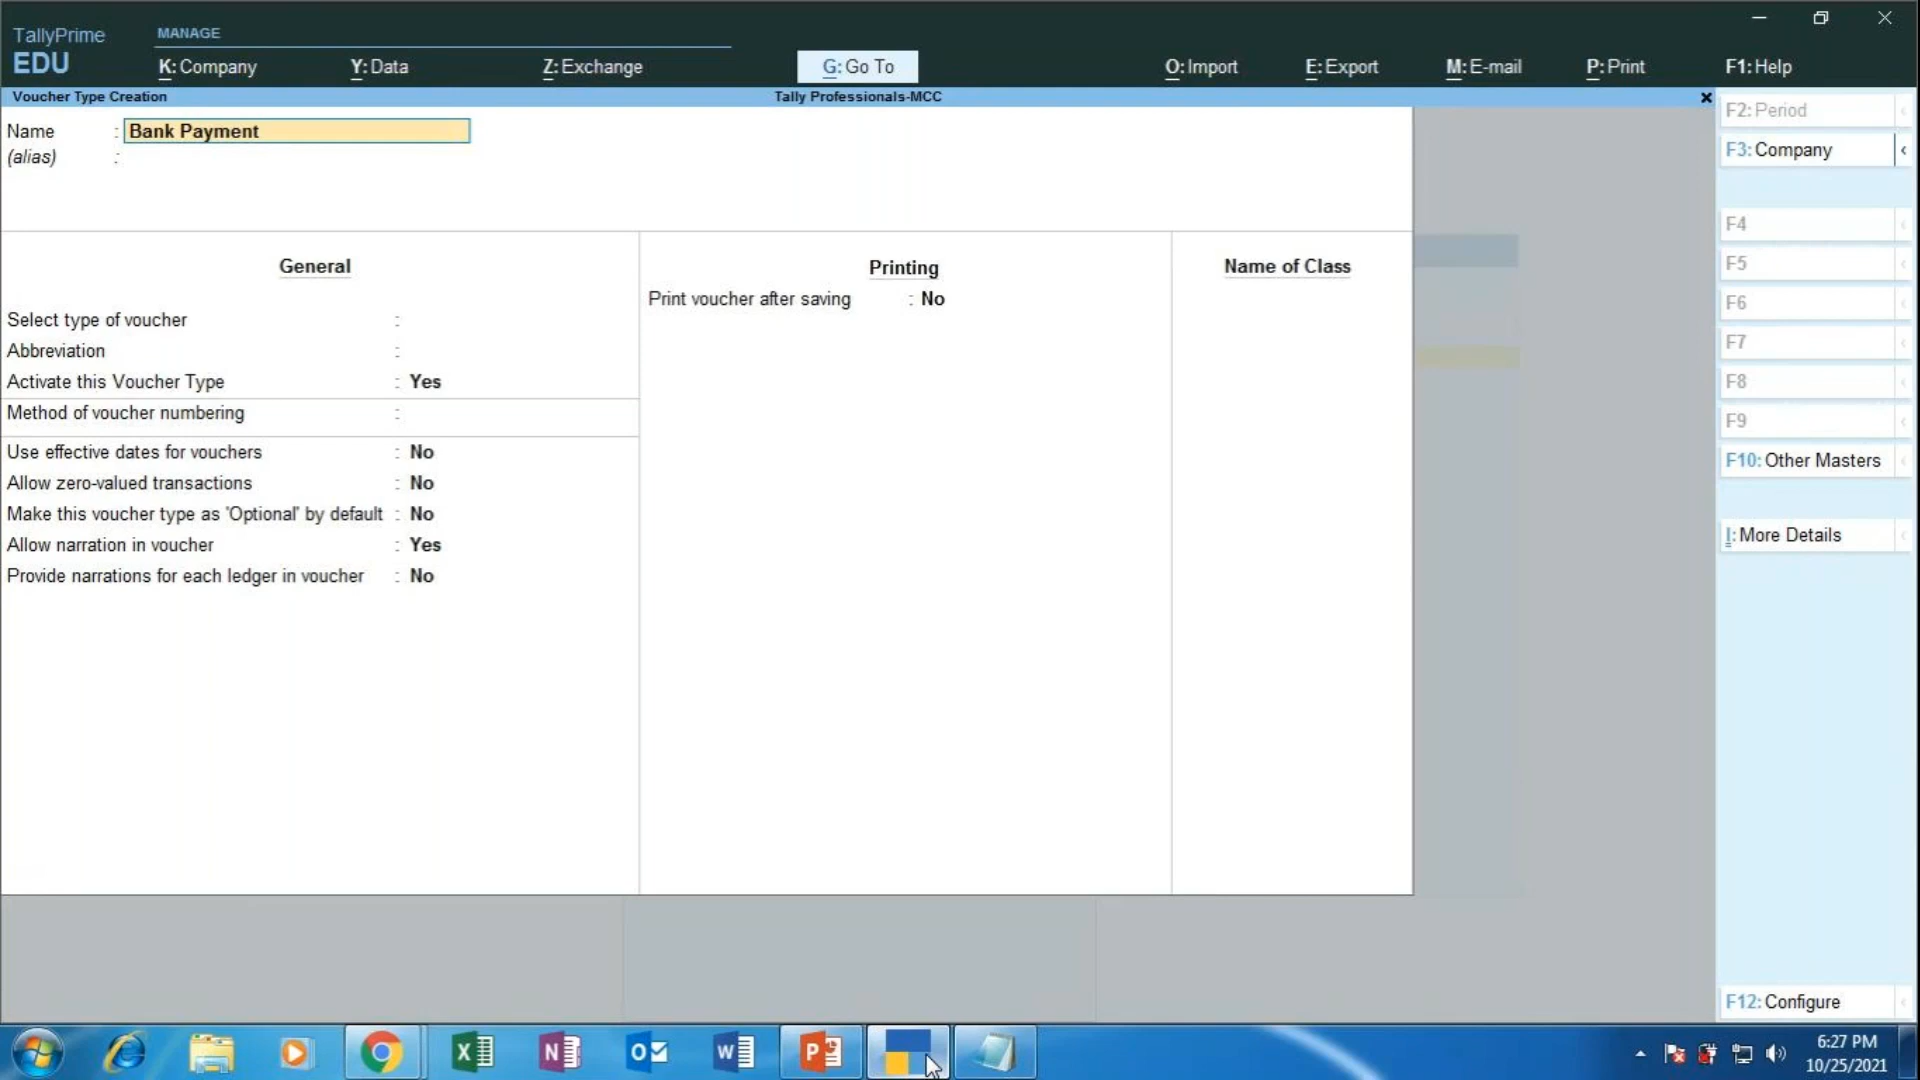 TallyPrime
EDU
MANAGE
K: Company
Y: Data
Z: Exchange
G: Go To
O: Import
E: Export
M: E-mail
P: Print
F1: Help
Voucher Type Creation
Tally Professionals-MCC
Name : Bank Payment
(alias) :
General
Select type of voucher :
Abbreviation :
Activate this Voucher Type : Yes
Method of voucher numbering :
Use effective dates for vouchers : No
Allow zero-valued transactions : No
Make this voucher type as 'Optional' by default : No
Allow narration in voucher : Yes
Provide narrations for each ledger in voucher : No
Printing
Print voucher after saving : No
Name of Class
F2: Period
F3: Company
F4
F5
F6
F7
F8
F9
F10: Other Masters
I: More Details
F12: Configure
6:27 PM
10/25/2021